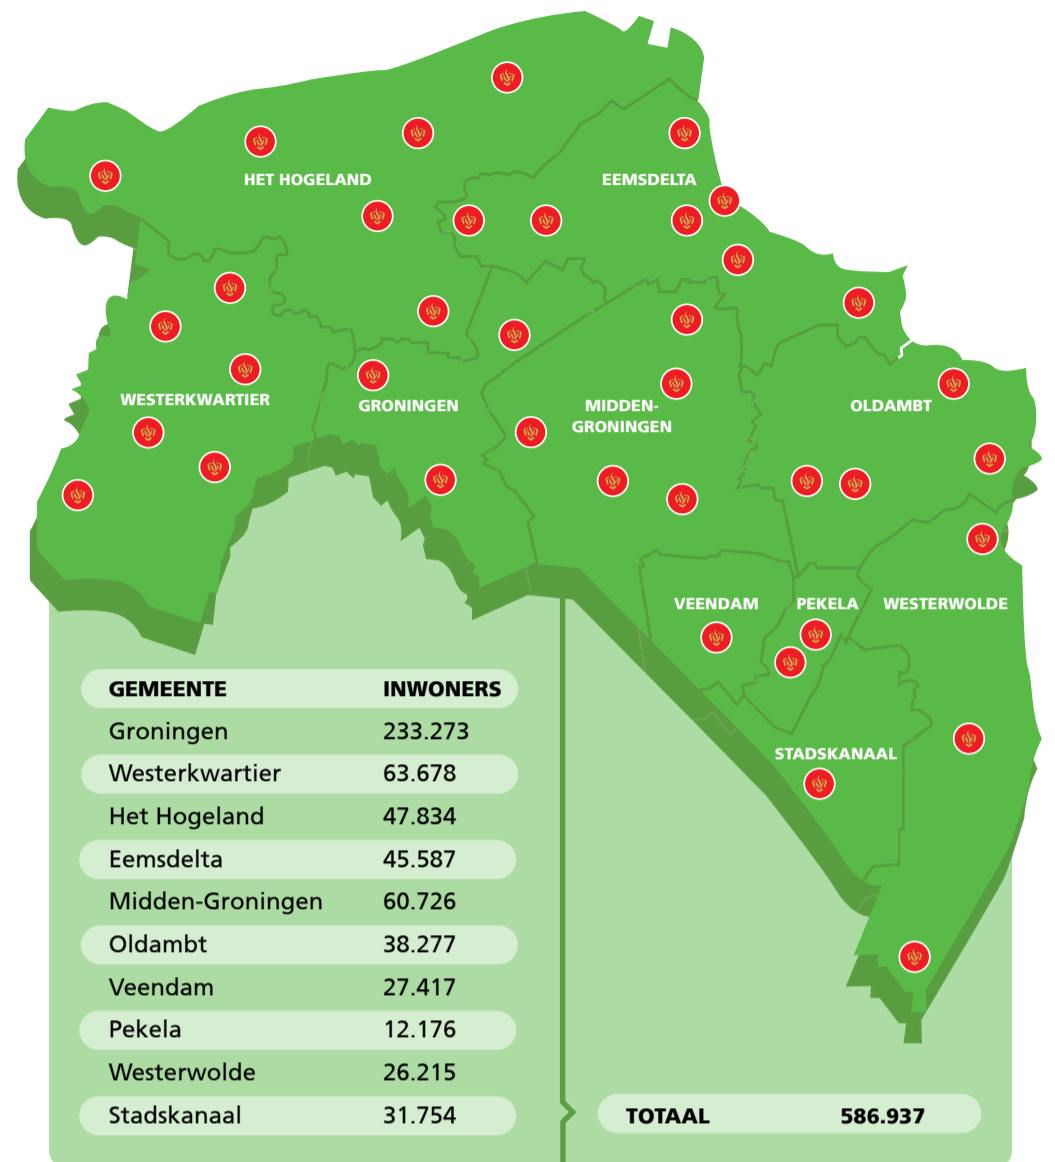 HET HOGELAND
EEMSDELTA
WESTERKWARTIER
GRONINGEN
MIDDEN-
GRONINGEN
OLDAMBT
VEENDAM
PEKELA
WESTERWOLDE
STADSKANAAL
GEMEENTE INWONERS
Groningen 233.273
Westerkwartier 63.678
Het Hogeland 47.834
Eemsdelta 45.587
Midden-Groningen 60.726
Oldambt 38.277
Veendam 27.417
Pekela 12.176
Westerwolde 26.215
Stadskanaal 31.754
TOTAAL 586.937